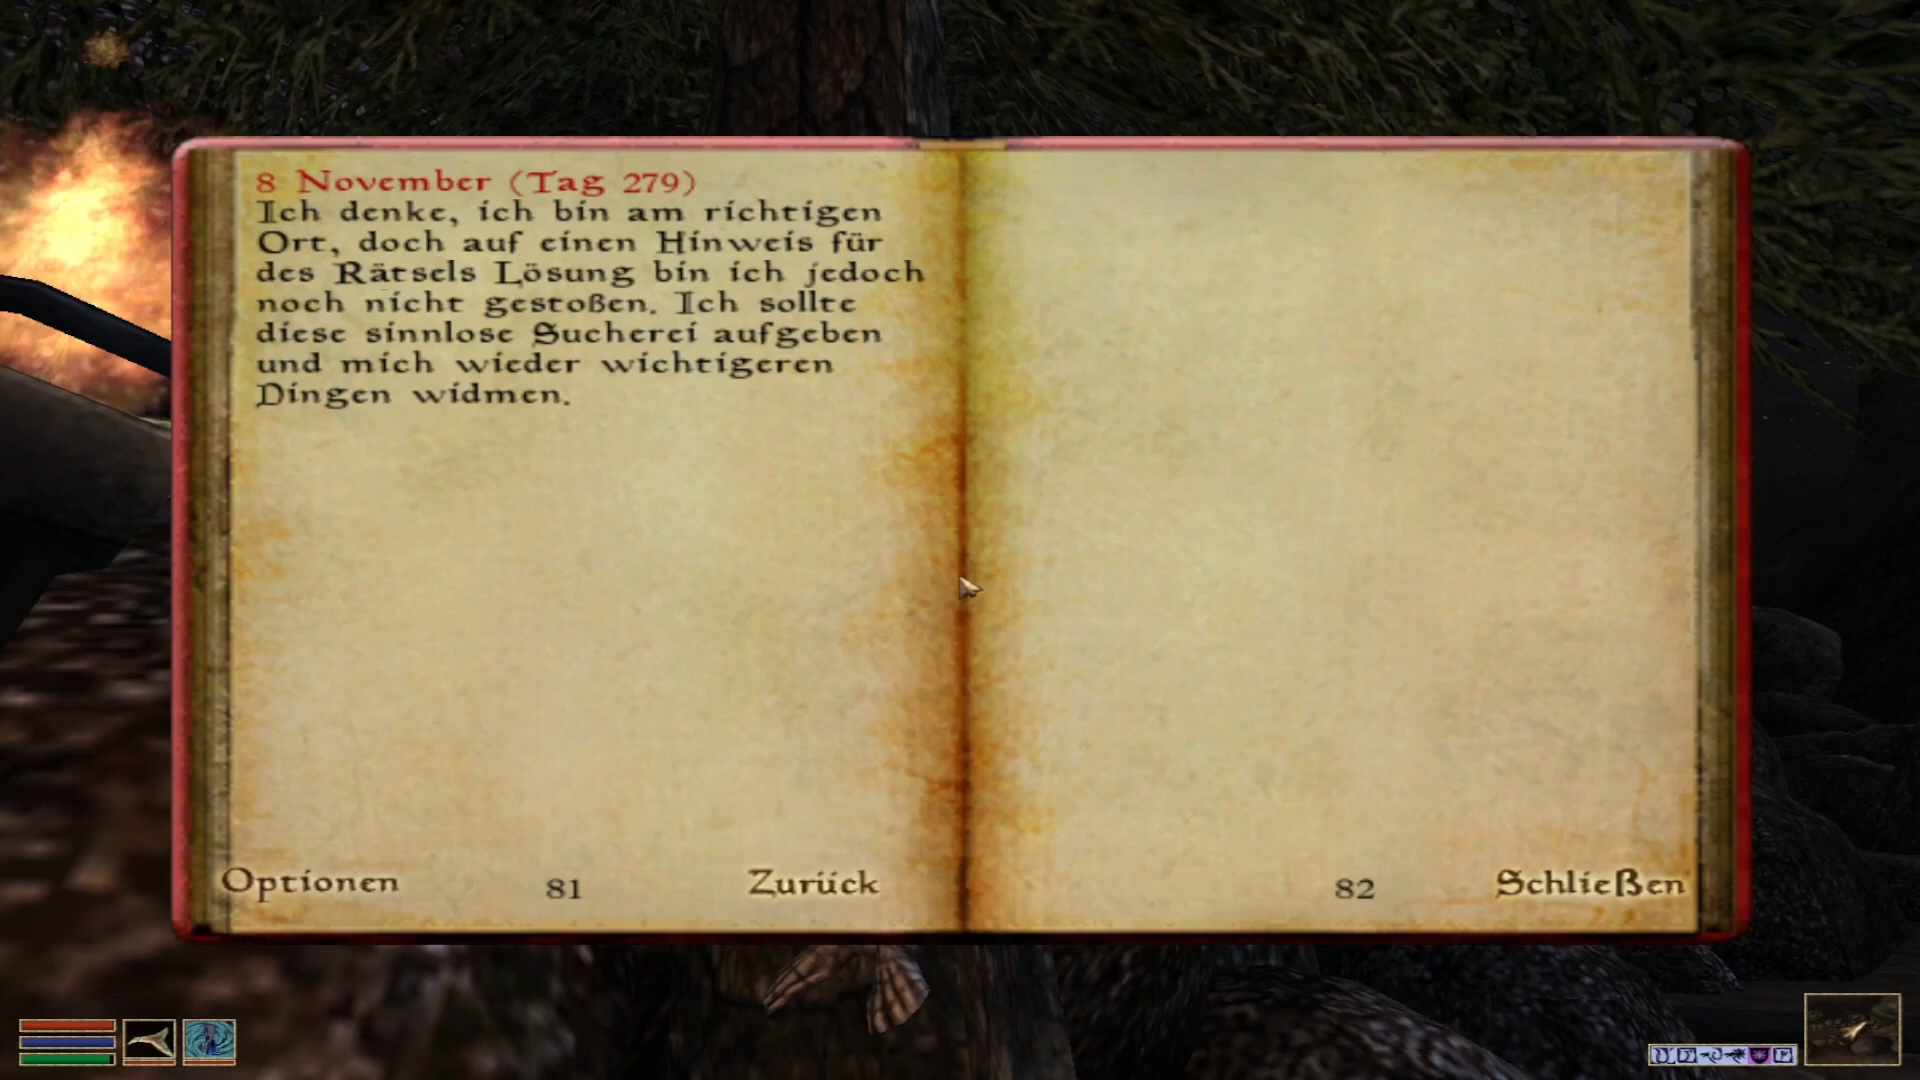 8 November (Tag 279)
Ich denke, ich bin am richtigen
Ort, doch auf einen Hinweis für
des Rätsels Lösung bin ich jedoch
noch nicht gestoßen. Ich sollte
diese sinnlose Sucherei aufgeben
und mich wieder wichtigeren
Dingen widmen.
Optionen
81
Zurück
82
Schließen